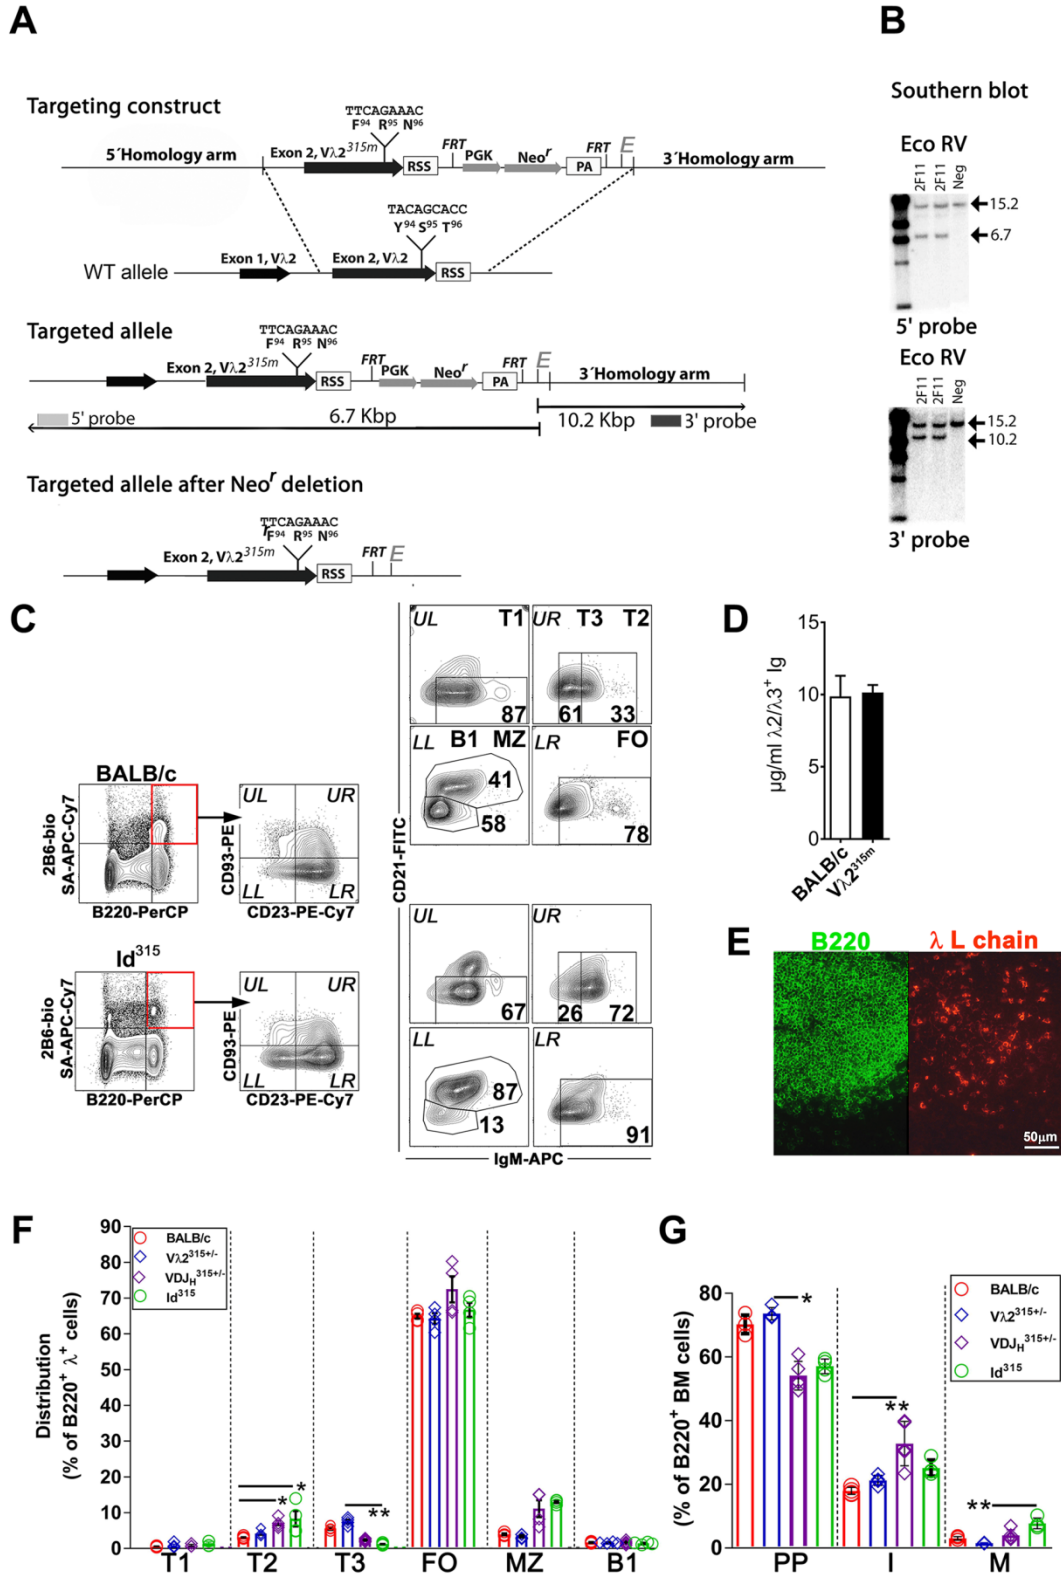 A
Targeting construct
TTCAGAAAC
F94 R95 N96
5´Homology arm
Exon 2, Vλ2 315m
RSS
FRT
PGK
Neor
PA
FRT
E
3´Homology arm
TACAGCACC
Y94 S95 T96
WT allele
Exon 1, Vλ2
Exon 2, Vλ2
RSS
Targeted allele
TTCAGAAAC
F94 R95 N96
Exon 2, Vλ2 315m
RSS
FRT
PGK
Neor
PA
FRT
E
3´Homology arm
5' probe
6.7 Kbp
10.2 Kbp
3' probe
Targeted allele after Neor deletion
TTCAGAAAC
F94 R95 N96
Exon 2, Vλ2 315m
RSS
FRT
E
B
Southern blot
Eco RV
2F11 2F11 Neg
15.2
6.7
5' probe
Eco RV
2F11 2F11 Neg
15.2
10.2
3' probe
C
BALB/c
2B6-bio
SA-APC-Cy7
B220-PerCP
UL UR
CD93-PE
LL LR
CD23-PE-Cy7
Id315
2B6-bio
SA-APC-Cy7
B220-PerCP
UL UR
CD93-PE
LL LR
CD23-PE-Cy7
CD21-FITC
UL T1
87
UR T3 T2
61 33
LL B1 MZ
41
58
LR FO
78
UL
67
UR
26 72
LL
87
13
LR
91
IgM-APC
D
µg/ml λ2/λ3+ Ig
15
10
5
0
BALB/c
Vλ2315m
E
B220
λ L chain
50µm
F
Distribution
(% of B220+ λ+ cells)
90
80
70
60
50
40
30
20
10
0
BALB/c
Vλ2315+/-
VDJH315+/-
Id315
*
*
**
T1 T2 T3 FO MZ B1
G
(% of B220+ BM cells)
80
60
40
20
0
BALB/c
Vλ2315+/-
VDJH315+/-
Id315
*
**
**
PP I M